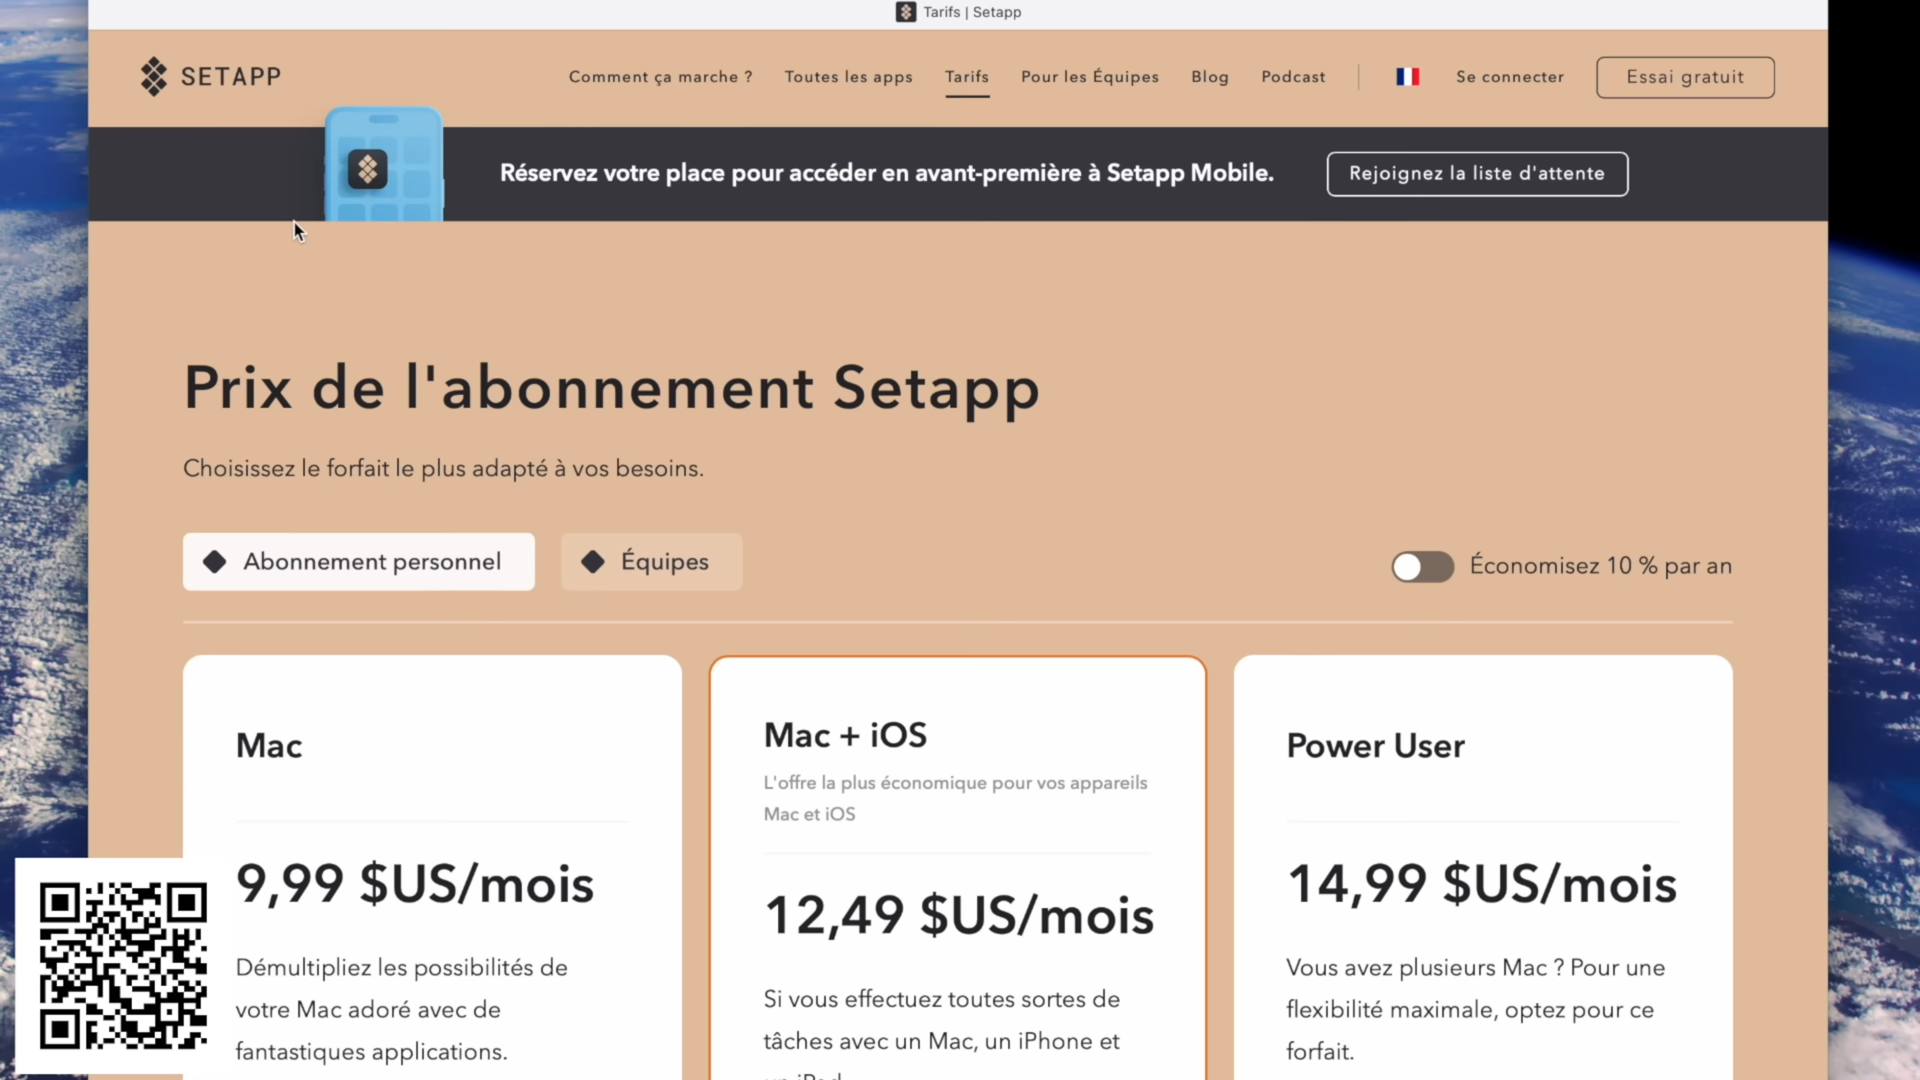 Tarifs | Setapp
SETAPP
Comment ça marche ?
Toutes les apps
Tarifs
Pour les Équipes
Blog
Podcast
Se connecter
Essai gratuit
Réservez votre place pour accéder en avant-première à Setapp Mobile.
Rejoignez la liste d'attente
Prix de l'abonnement Setapp
Choisissez le forfait le plus adapté à vos besoins.
Abonnement personnel
Équipes
Économisez 10 % par an
Mac
9,99 $US/mois
Démultipliez les possibilités de
votre Mac adoré avec de
fantastiques applications.
Mac + iOS
L'offre la plus économique pour vos appareils
Mac et iOS
12,49 $US/mois
Si vous effectuez toutes sortes de
tâches avec un Mac, un iPhone et
un iPad
Power User
14,99 $US/mois
Vous avez plusieurs Mac ? Pour une
flexibilité maximale, optez pour ce
forfait.